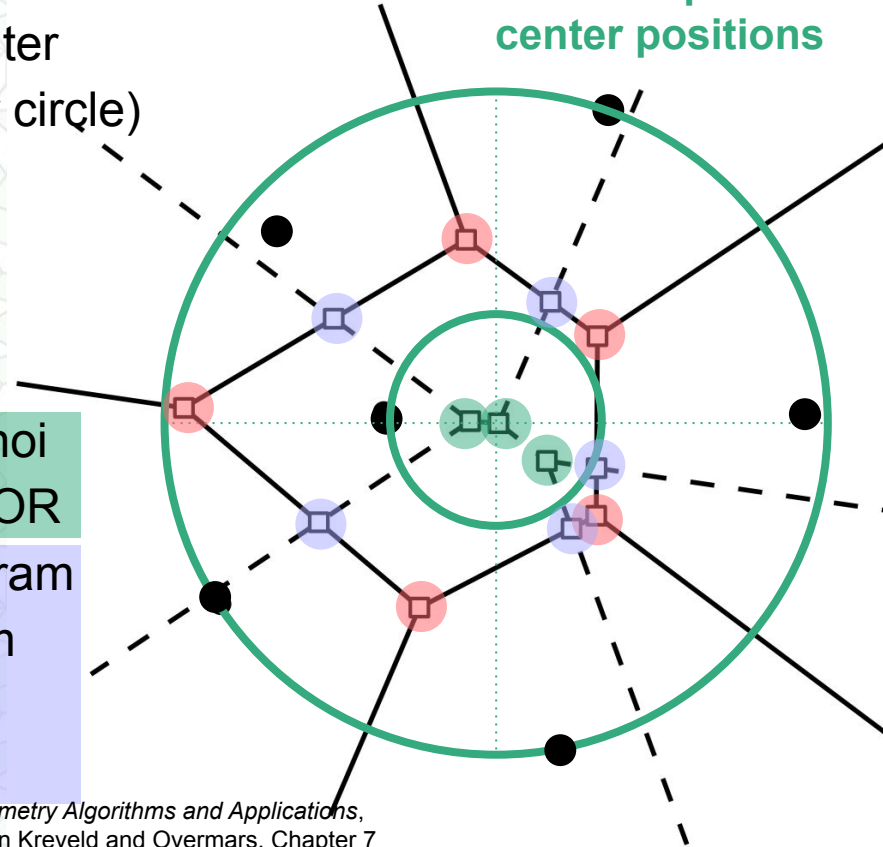 center positions
ter
circle)
noi
OR
ram
metry Algorithms and Applications,
n Kreveld and Overmars, Chapter 7